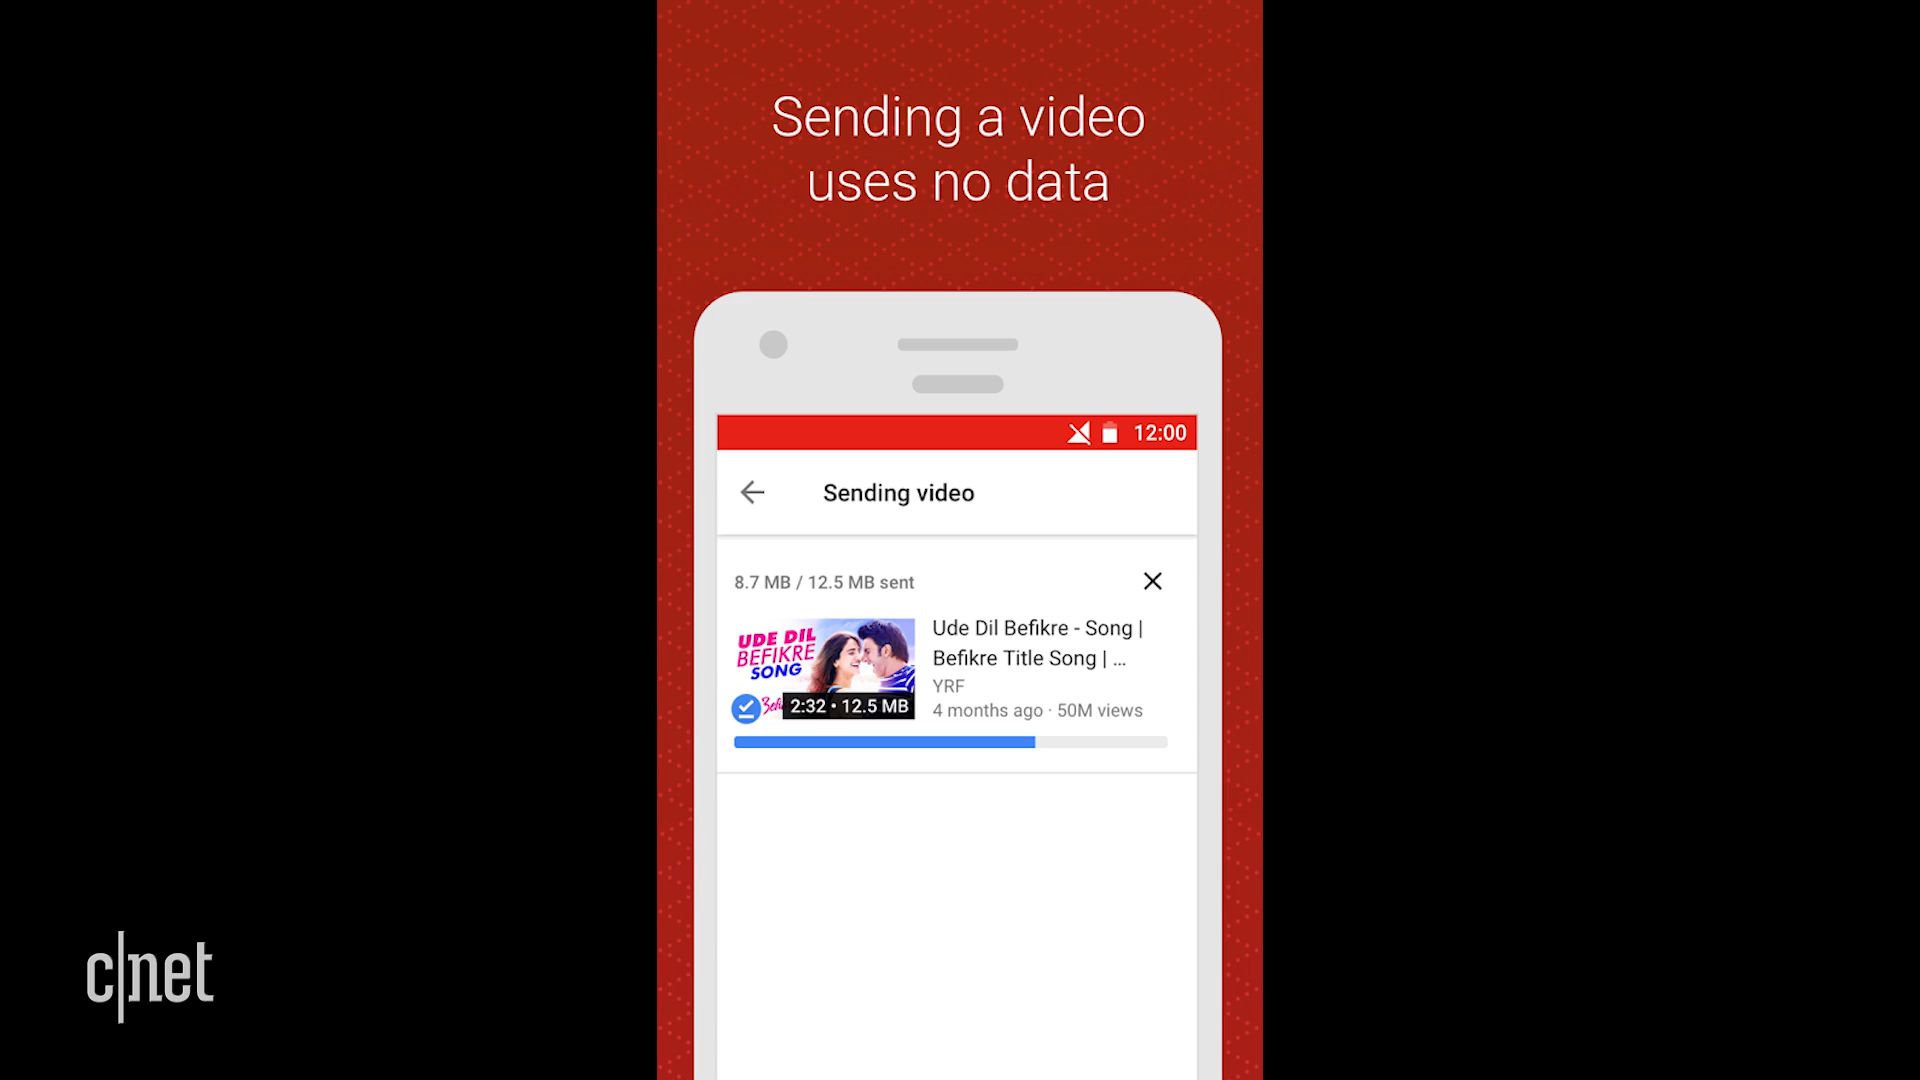 Sending a video
uses no data
12:00
Sending video
8.7 MB / 12.5 MB sent
UDE DIL
BEFIKRE
SONG
2:32 • 12.5 MB
Ude Dil Befikre - Song |
Befikre Title Song | ...
YRF
4 months ago · 50M views
c|net